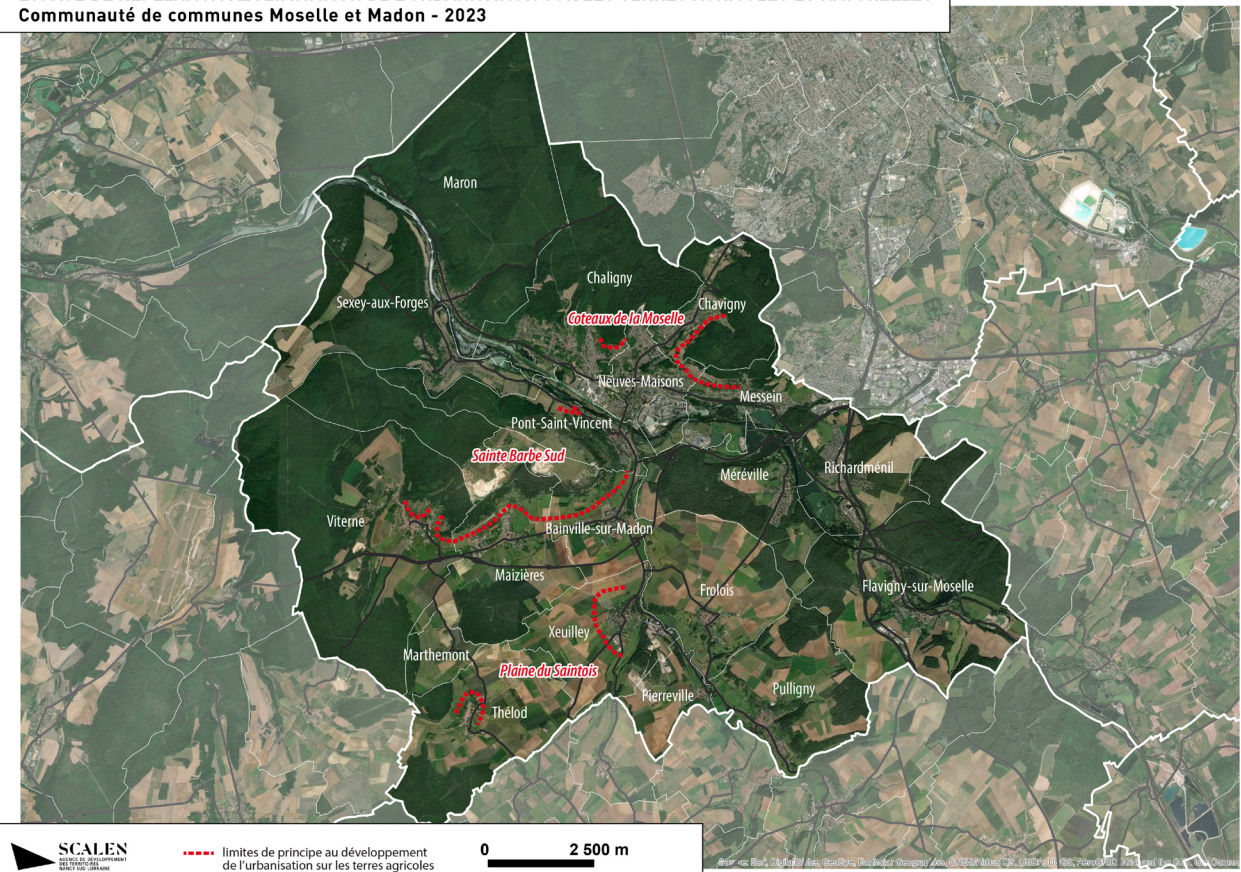 Communauté de communes Moselle et Madon - 2023
Maron
Chaligny
Sexey-aux-Forges
Chavigny
Coteaux de la Moselle
Neuves-Maisons
Messein
Pont-Saint-Vincent
Sainte Barbe Sud
Méréville
Richardménil
Viterne
Bainville-sur-Madon
Maizières
Frolois
Flavigny-sur-Moselle
Xeuilley
Marthemont
Plaine du Saintois
Pierreville
Pulligny
Thélod
SCALEN
AGENCE DE DÉVELOPPEMENT
DES TERRITOIRES
NANCY SUD LORRAINE
limites de principe au développement
de l'urbanisation sur les terres agricoles
0 2 500 m